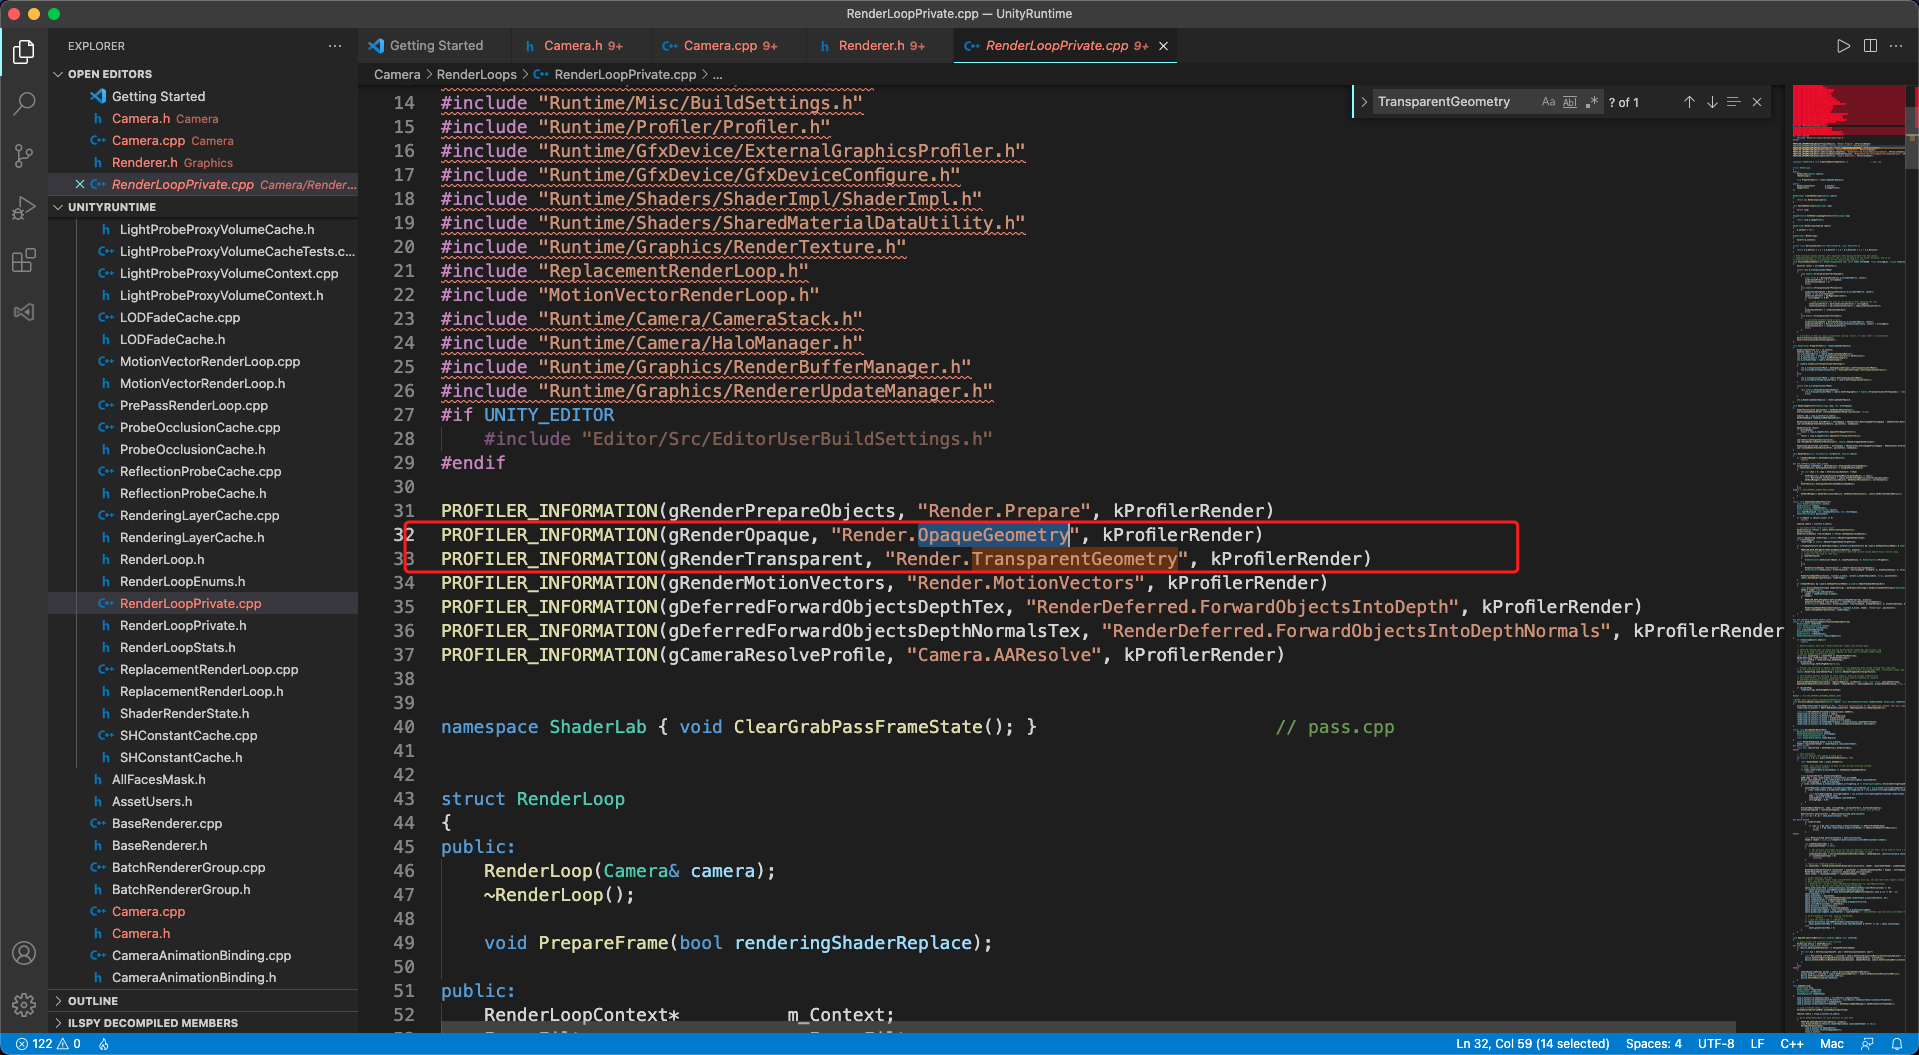 RenderLoopPrivate.cpp — UnityRuntime
EXPLORER
OPEN EDITORS
Getting Started
Camera.h Camera
Camera.cpp Camera
Renderer.h Graphics
RenderLoopPrivate.cpp Camera/Render...
UNITYRUNTIME
LightProbeProxyVolumeCache.h
LightProbeProxyVolumeCacheTests.c...
LightProbeProxyVolumeContext.cpp
LightProbeProxyVolumeContext.h
LODFadeCache.cpp
LODFadeCache.h
MotionVectorRenderLoop.cpp
MotionVectorRenderLoop.h
PrePassRenderLoop.cpp
ProbeOcclusionCache.cpp
ProbeOcclusionCache.h
ReflectionProbeCache.cpp
ReflectionProbeCache.h
RenderingLayerCache.cpp
RenderingLayerCache.h
RenderLoop.h
RenderLoopEnums.h
RenderLoopPrivate.cpp
RenderLoopPrivate.h
RenderLoopStats.h
ReplacementRenderLoop.cpp
ReplacementRenderLoop.h
ShaderRenderState.h
SHConstantCache.cpp
SHConstantCache.h
AllFacesMask.h
AssetUsers.h
BaseRenderer.cpp
BaseRenderer.h
BatchRendererGroup.cpp
BatchRendererGroup.h
Camera.cpp
Camera.h
CameraAnimationBinding.cpp
CameraAnimationBinding.h
OUTLINE
ILSPY DECOMPILED MEMBERS
Getting Started
Camera.h 9+
Camera.cpp 9+
Renderer.h 9+
RenderLoopPrivate.cpp 9+
Camera > RenderLoops > RenderLoopPrivate.cpp > ...
TransparentGeometry Aa Abl .* ? of 1
14 #include "Runtime/Misc/BuildSettings.h"
15 #include "Runtime/Profiler/Profiler.h"
16 #include "Runtime/GfxDevice/ExternalGraphicsProfiler.h"
17 #include "Runtime/GfxDevice/GfxDeviceConfigure.h"
18 #include "Runtime/Shaders/ShaderImpl/ShaderImpl.h"
19 #include "Runtime/Shaders/SharedMaterialDataUtility.h"
20 #include "Runtime/Graphics/RenderTexture.h"
21 #include "ReplacementRenderLoop.h"
22 #include "MotionVectorRenderLoop.h"
23 #include "Runtime/Camera/CameraStack.h"
24 #include "Runtime/Camera/HaloManager.h"
25 #include "Runtime/Graphics/RenderBufferManager.h"
26 #include "Runtime/Graphics/RendererUpdateManager.h"
27 #if UNITY_EDITOR
28     #include "Editor/Src/EditorUserBuildSettings.h"
29 #endif
30
31 PROFILER_INFORMATION(gRenderPrepareObjects, "Render.Prepare", kProfilerRender)
32 PROFILER_INFORMATION(gRenderOpaque, "Render.OpaqueGeometry", kProfilerRender)
33 PROFILER_INFORMATION(gRenderTransparent, "Render.TransparentGeometry", kProfilerRender)
34 PROFILER_INFORMATION(gRenderMotionVectors, "Render.MotionVectors", kProfilerRender)
35 PROFILER_INFORMATION(gDeferredForwardObjectsDepthTex, "RenderDeferred.ForwardObjectsIntoDepth", kProfilerRender)
36 PROFILER_INFORMATION(gDeferredForwardObjectsDepthNormalsTex, "RenderDeferred.ForwardObjectsIntoDepthNormals", kProfilerRender
37 PROFILER_INFORMATION(gCameraResolveProfile, "Camera.AAResolve", kProfilerRender)
38
39
40 namespace ShaderLab { void ClearGrabPassFrameState(); } // pass.cpp
41
42
43 struct RenderLoop
44 {
45 public:
46     RenderLoop(Camera& camera);
47     ~RenderLoop();
48
49     void PrepareFrame(bool renderingShaderReplace);
50
51 public:
52     RenderLoopContext* m_Context;
122 0
Ln 32, Col 59 (14 selected) Spaces: 4 UTF-8 LF C++ Mac